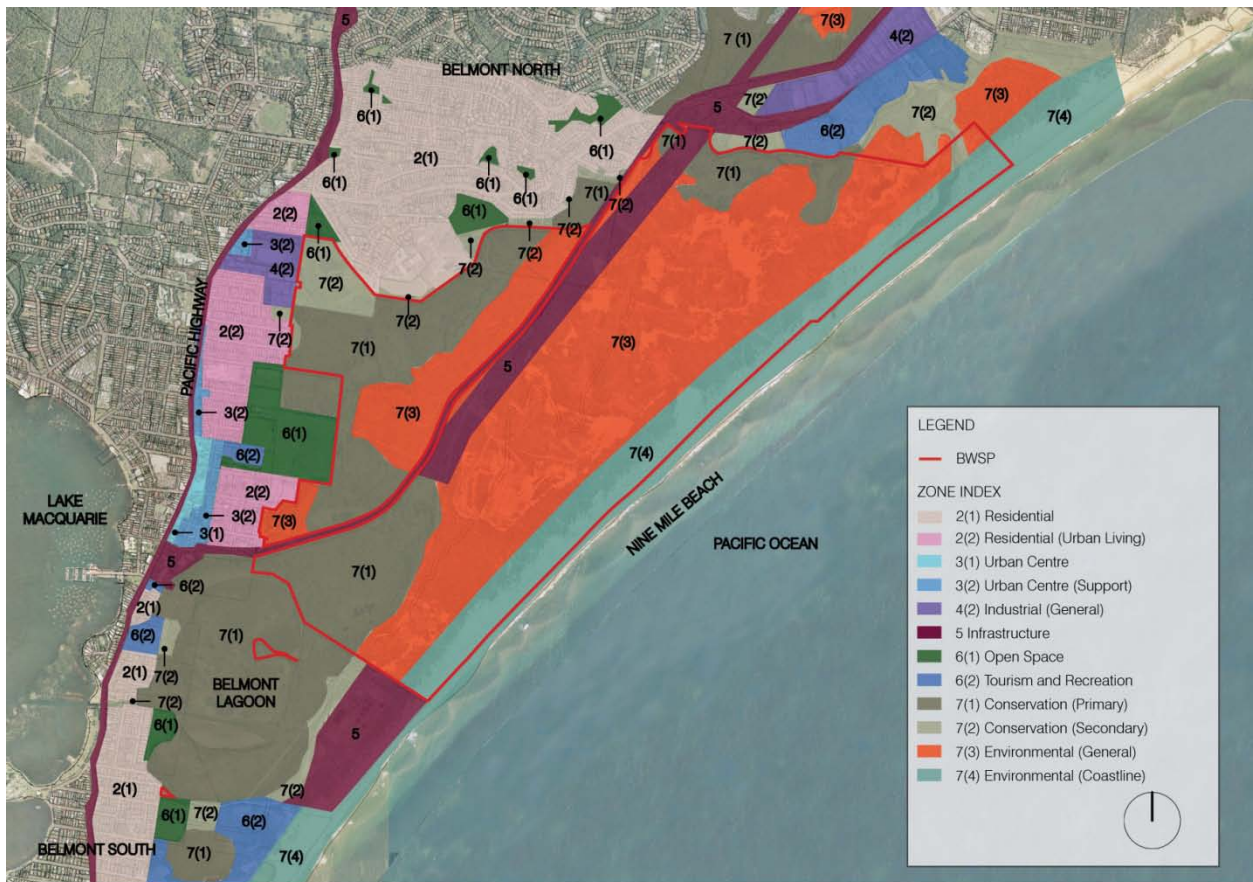 5
7(1)
7(3)
4(2)
BELMONT NORTH
6(1)
6(1)
5
7(2)
7(3)
7(2)
7(4)
2(1)
7(1)
7(2)
6(2)
6(1)
6(1)
6(1)
7(1)
7(1)
2(2)
6(1)
7(2)
3(2)
6(1)
7(2)
7(2)
7(2)
4(2)
7(2)
PACIFIC HIGHWAY
7(2)
2(2)
7(2)
7(1)
7(3)
5
3(2)
6(1)
7(3)
6(2)
7(4)
2(2)
LAKE
MACQUARIE
3(2)
7(3)
3(1)
NINE MILE BEACH
PACIFIC OCEAN
5
7(1)
6(2)
2(1)
6(2)
7(1)
2(1)
7(2)
BELMONT
LAGOON
7(2)
6(1)
5
2(1)
7(2)
6(1)
7(2)
6(2)
BELMONT SOUTH
7(1)
7(4)
LEGEND
BWSP
ZONE INDEX
2(1) Residential
2(2) Residential (Urban Living)
3(1) Urban Centre
3(2) Urban Centre (Support)
4(2) Industrial (General)
5 Infrastructure
6(1) Open Space
6(2) Tourism and Recreation
7(1) Conservation (Primary)
7(2) Conservation (Secondary)
7(3) Environmental (General)
7(4) Environmental (Coastline)